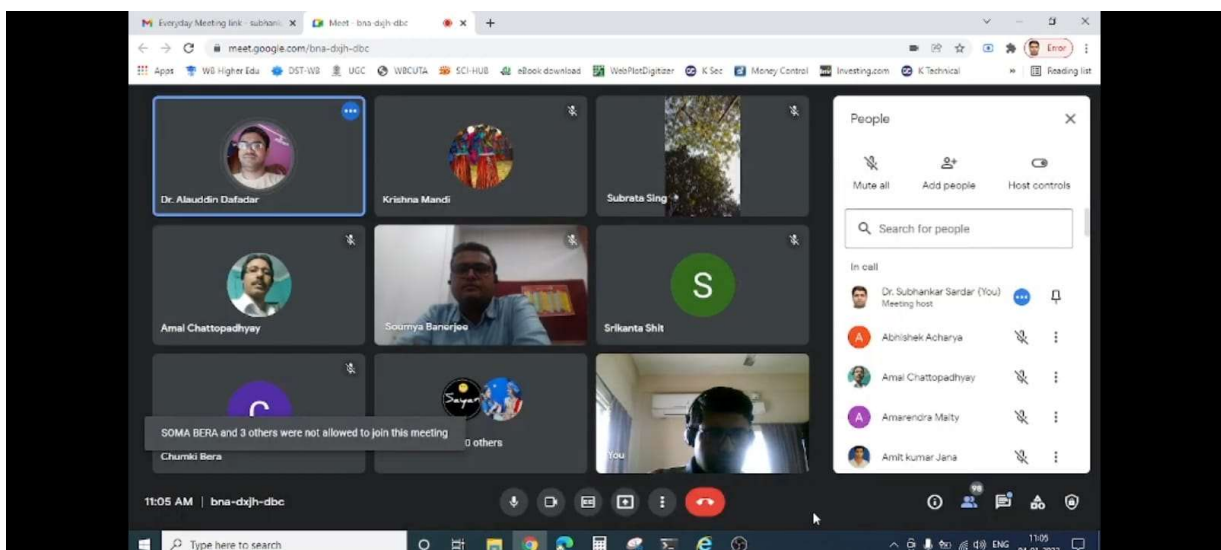 Everyday Meeting link - subhank
Meet - bna-dxjh-dbc
meet.google.com/bna-dxjh-dbc
Error
Apps WB Higher Edu DST-WB UGC WBCUTA SCI-HUB eBook download WebPlotDigitizer K Sec Money Control Investing.com K Technical » Reading list
Dr. Alauddin Dafadar
Krishna Mandi
Subrata Sing
Amal Chattopadhyay
Soumya Banerjee
S
Srikanta Shit
SOMA BERA and 3 others were not allowed to join this meeting
Chumki Bera
Sayan
0 others
You
People
Mute all Add people Host controls
Search for people
In call
Dr. Subhankar Sardar (You)
Meeting host
A Abhishek Acharya
Amal Chattopadhyay
A Amarendra Maity
Amit kumar Jana
11:05 AM | bna-dxjh-dbc
98
Type here to search
ENG
11:05